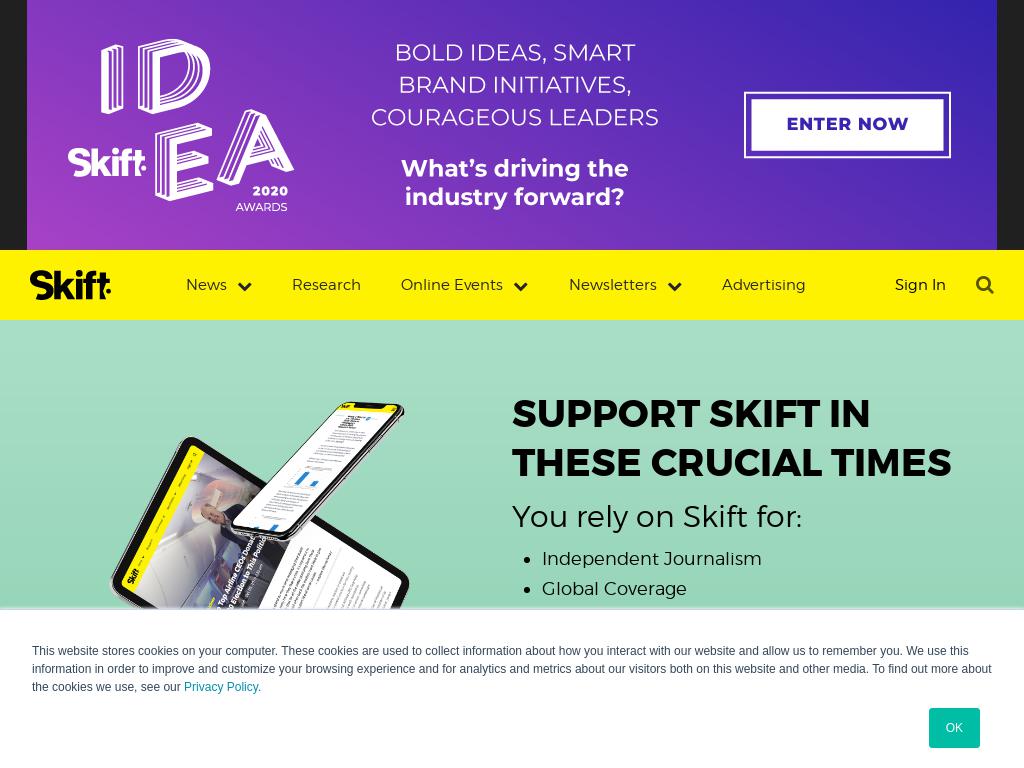 BOLD IDEAS, SMART
BRAND INITIATIVES,
COURAGEOUS LEADERS
What's driving the
industry forward?
ENTER NOW
IDEA
Skift
2020
AWARDS
Skift
News
Research
Online Events
Newsletters
Advertising
Sign In
SUPPORT SKIFT IN
THESE CRUCIAL TIMES
You rely on Skift for:
• Independent Journalism
• Global Coverage
This website stores cookies on your computer. These cookies are used to collect information about how you interact with our website and allow us to remember you. We use this
information in order to improve and customize your browsing experience and for analytics and metrics about our visitors both on this website and other media. To find out more about
the cookies we use, see our Privacy Policy.
OK